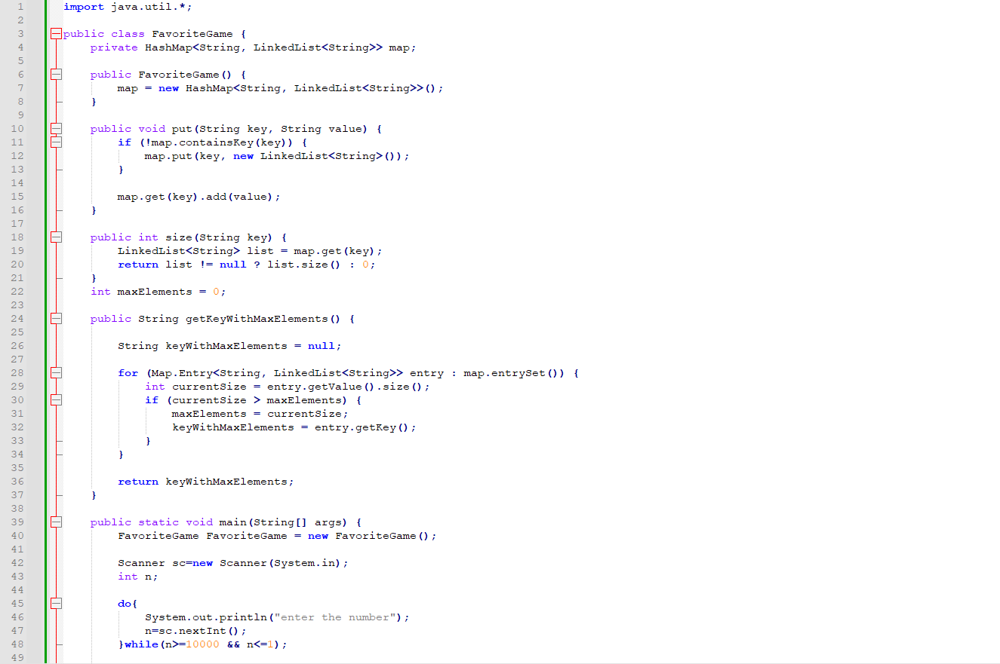 1 import java.util.*;
2
3 public class FavoriteGame {
4 private HashMap<String, LinkedList<String>> map;
5
6 public FavoriteGame() {
7 map = new HashMap<String, LinkedList<String>>();
8 }
9
10 public void put(String key, String value) {
11 if (!map.containsKey(key)) {
12 map.put(key, new LinkedList<String>());
13 }
14
15 map.get(key).add(value);
16 }
17
18 public int size(String key) {
19 LinkedList<String> list = map.get(key);
20 return list != null ? list.size() : 0;
21 }
22 int maxElements = 0;
23
24 public String getKeyWithMaxElements() {
25
26 String keyWithMaxElements = null;
27
28 for (Map.Entry<String, LinkedList<String>> entry : map.entrySet()) {
29 int currentSize = entry.getValue().size();
30 if (currentSize > maxElements) {
31 maxElements = currentSize;
32 keyWithMaxElements = entry.getKey();
33 }
34 }
35
36 return keyWithMaxElements;
37 }
38
39 public static void main(String[] args) {
40 FavoriteGame FavoriteGame = new FavoriteGame();
41
42 Scanner sc=new Scanner(System.in);
43 int n;
44
45 do{
46 System.out.println("enter the number");
47 n=sc.nextInt();
48 }while(n>=10000 && n<=1);
49